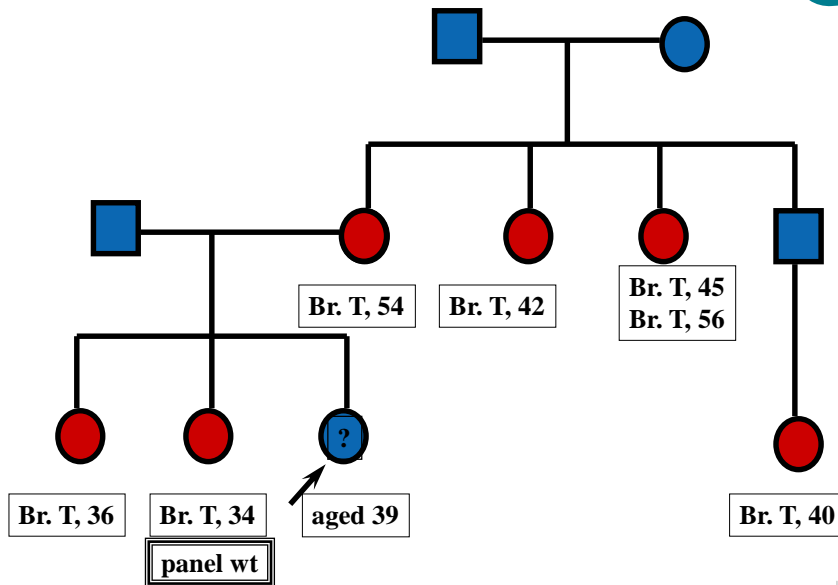 Br. T, 54
Br. T, 42
Br. T, 45
Br. T, 56
?
Br. T, 36
Br. T, 34
aged 39
Br. T, 40
panel wt